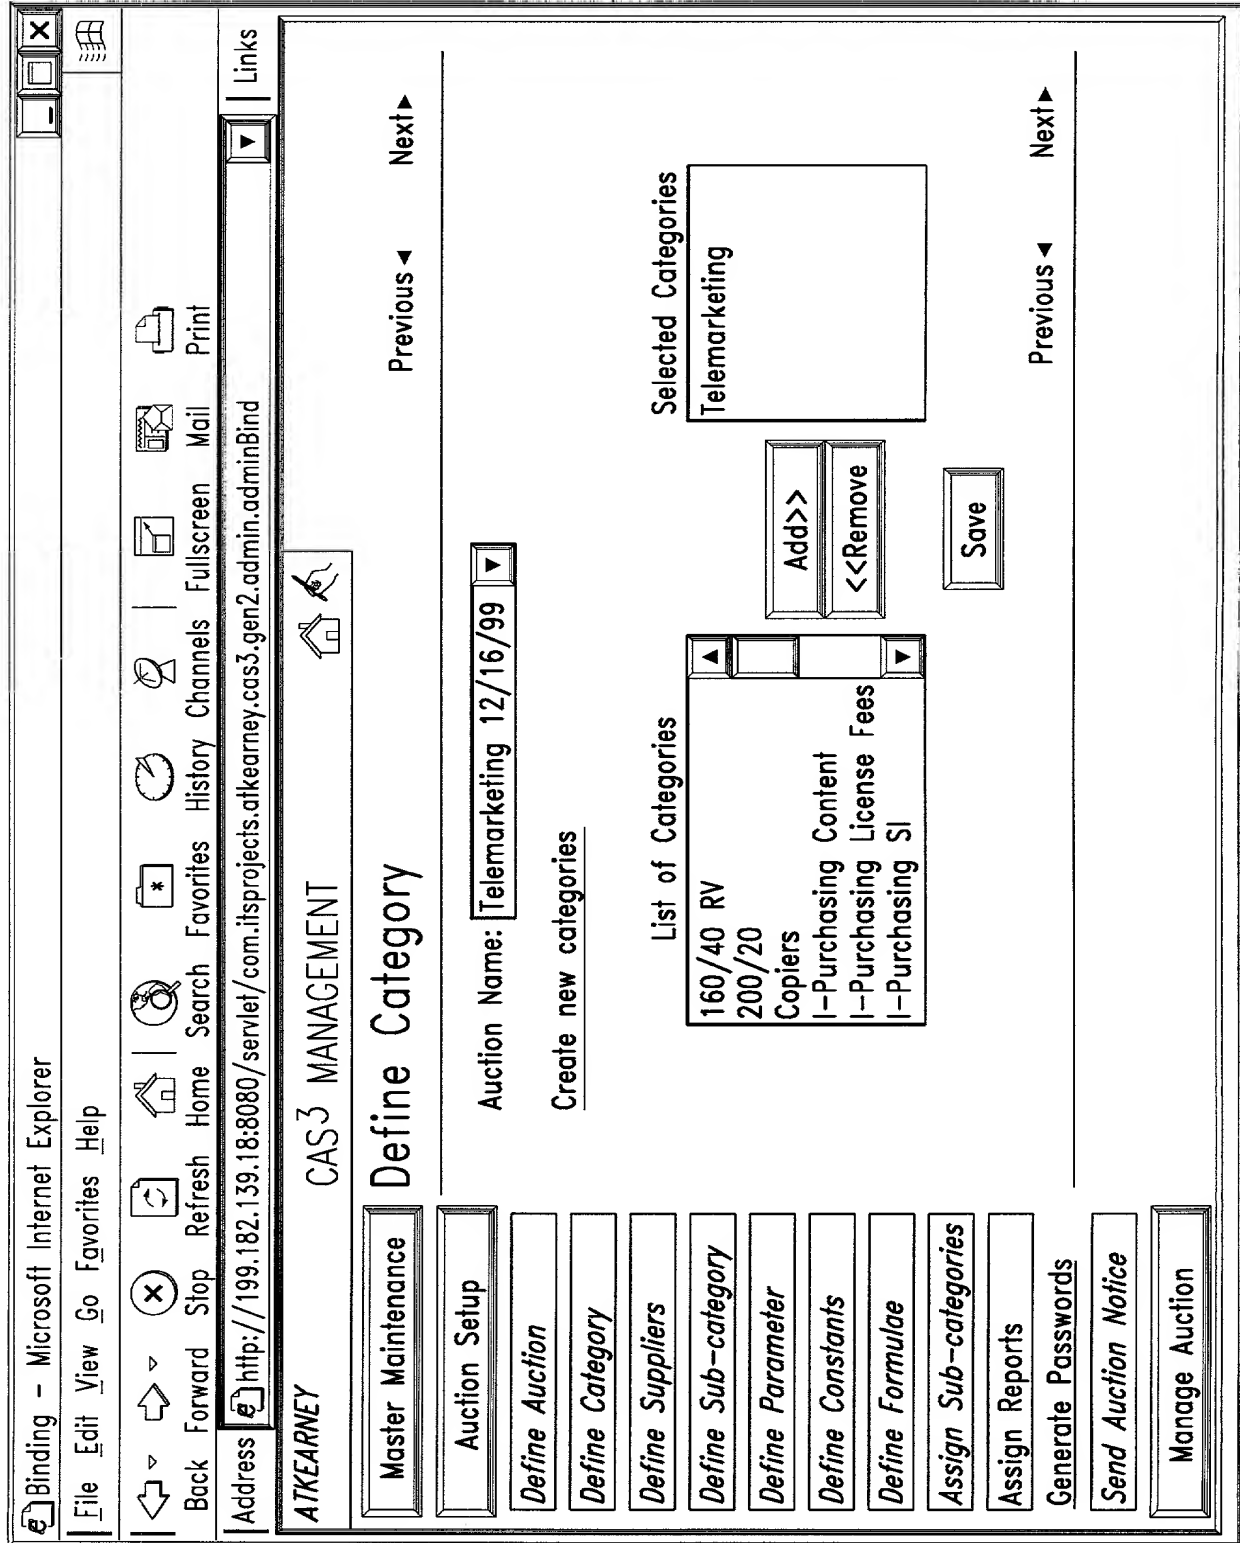 Binding - Microsoft Internet Explorer
File Edit View Go Favorites Help
Back Forward Stop Refresh Home Search Favorites History Channels Fullscreen Mail Print
Address http://199.182.139.18:8080/servlet/com.itsprojects.atkearney.cas3.gen2.admin.adminBind Links
ATKEARNEY CAS3 MANAGEMENT
Master Maintenance
Auction Setup
Define Auction
Define Category
Define Suppliers
Define Sub-category
Define Parameter
Define Constants
Define Formulae
Assign Sub-categories
Assign Reports
Generate Passwords
Send Auction Notice
Manage Auction
Define Category
Previous ◄ Next ►
Auction Name: Telemarketing 12/16/99
Create new categories
List of Categories
160/40 RV
200/20
Copiers
I-Purchasing Content
I-Purchasing License Fees
I-Purchasing SI
Add>>
<<Remove
Selected Categories
Telemarketing
Save
Previous ◄ Next ►